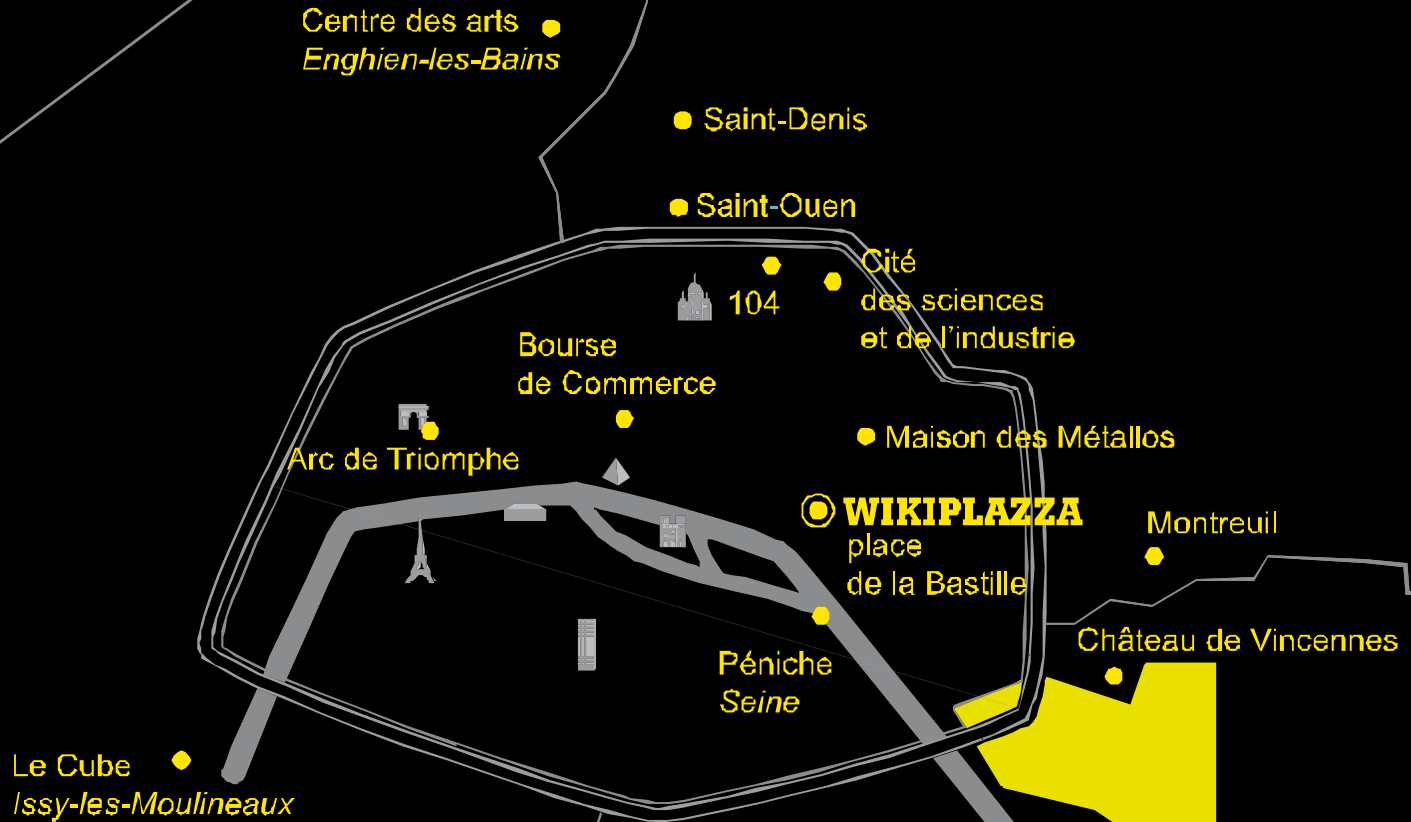 Centre des arts
Enghien-les-Bains
Saint-Denis
Saint-Ouen
Cité
des sciences
et de l'industrie
104
Bourse
de Commerce
Arc de Triomphe
Maison des Métallos
WIKIPLAZZA
place
de la Bastille
Montreuil
Château de Vincennes
Péniche
Seine
Le Cube
Issy-les-Moulineaux